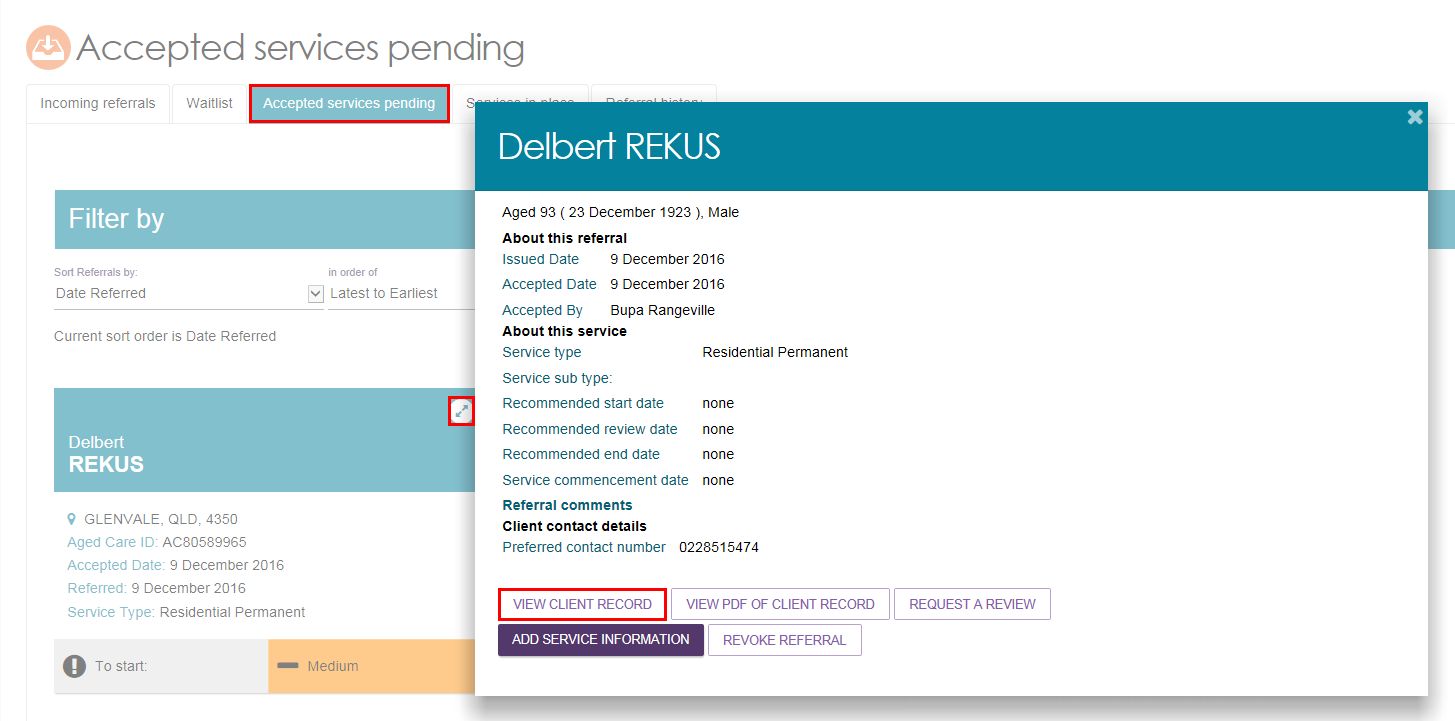 Accepted services pending
Incoming referrals
Waitlist
Accepted services pending
Services in place
Referral history
Filter by
Sort Referrals by:
in order of
Date Referred
Latest to Earliest
Current sort order is Date Referred
Delbert
REKUS
GLENVALE, QLD, 4350
Aged Care ID: AC80589965
Accepted Date: 9 December 2016
Referred: 9 December 2016
Service Type: Residential Permanent
To start:
Medium
Delbert REKUS
Aged 93 ( 23 December 1923 ), Male
About this referral
Issued Date 9 December 2016
Accepted Date 9 December 2016
Accepted By Bupa Rangeville
About this service
Service type Residential Permanent
Service sub type:
Recommended start date none
Recommended review date none
Recommended end date none
Service commencement date none
Referral comments
Client contact details
Preferred contact number 0228515474
VIEW CLIENT RECORD
VIEW PDF OF CLIENT RECORD
REQUEST A REVIEW
ADD SERVICE INFORMATION
REVOKE REFERRAL